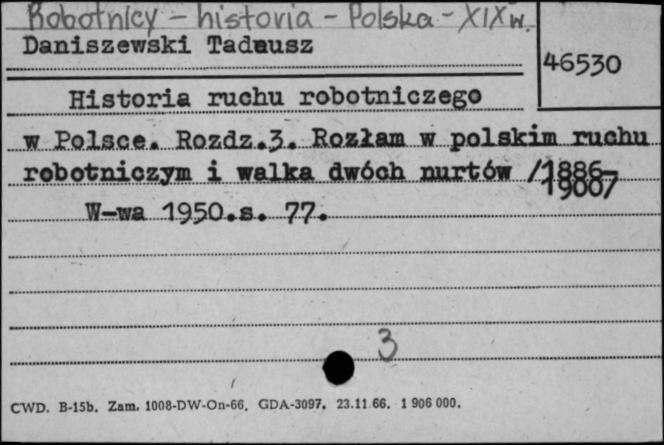 Robotnicy - historia - Polska - XIX w.
Daniszewski Tadeusz
46530
Historia ruchu robotniczego
w Polsce. Rozdz.3. Rozłam w polskim ruchu
robotniczym i walka dwóch nurtów /1886-
1900/
W-wa 1950.s. 77.
3
CWD. B-15b. Zam. 1008-DW-On-66. GDA-3097. 23.11.66. 1 906 000.